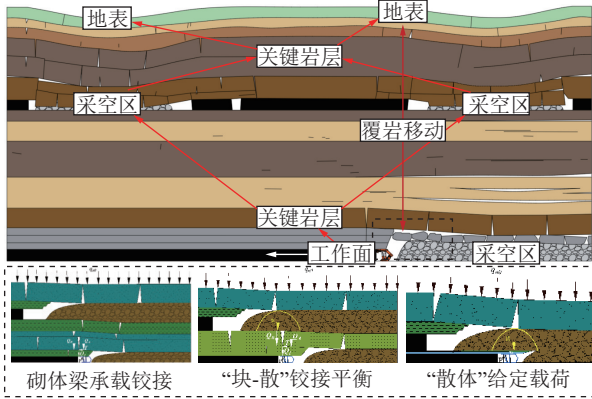 地表 地表
关键岩层
采空区 采空区
覆岩移动
关键岩层
工作面 采空区
砌体梁承载铰接 “块-散”铰接平衡 “散体”给定载荷